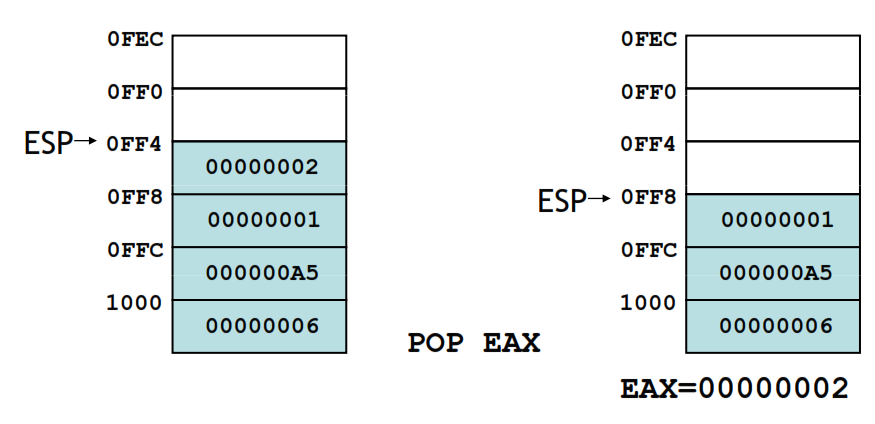 0FEC
0FF0
ESP 0FF4
00000002
0FF8
00000001
0FFC
000000A5
1000
00000006
POP EAX
0FEC
0FF0
0FF4
ESP 0FF8
00000001
0FFC
000000A5
1000
00000006
EAX=00000002